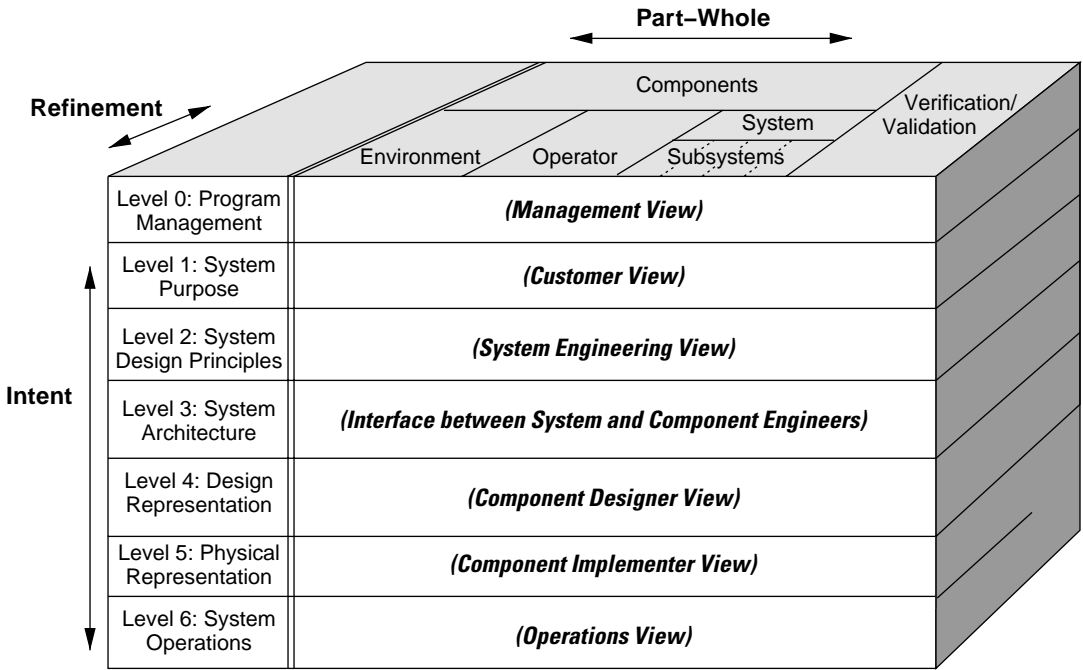 Part–Whole
Refinement
Components
Verification/
Validation
System
Environment
Operator
Subsystems
Level 0: Program
Management
(Management View)
Level 1: System
Purpose
(Customer View)
Level 2: System
Design Principles
(System Engineering View)
Intent
Level 3: System
Architecture
(Interface between System and Component Engineers)
Level 4: Design
Representation
(Component Designer View)
Level 5: Physical
Representation
(Component Implementer View)
Level 6: System
Operations
(Operations View)